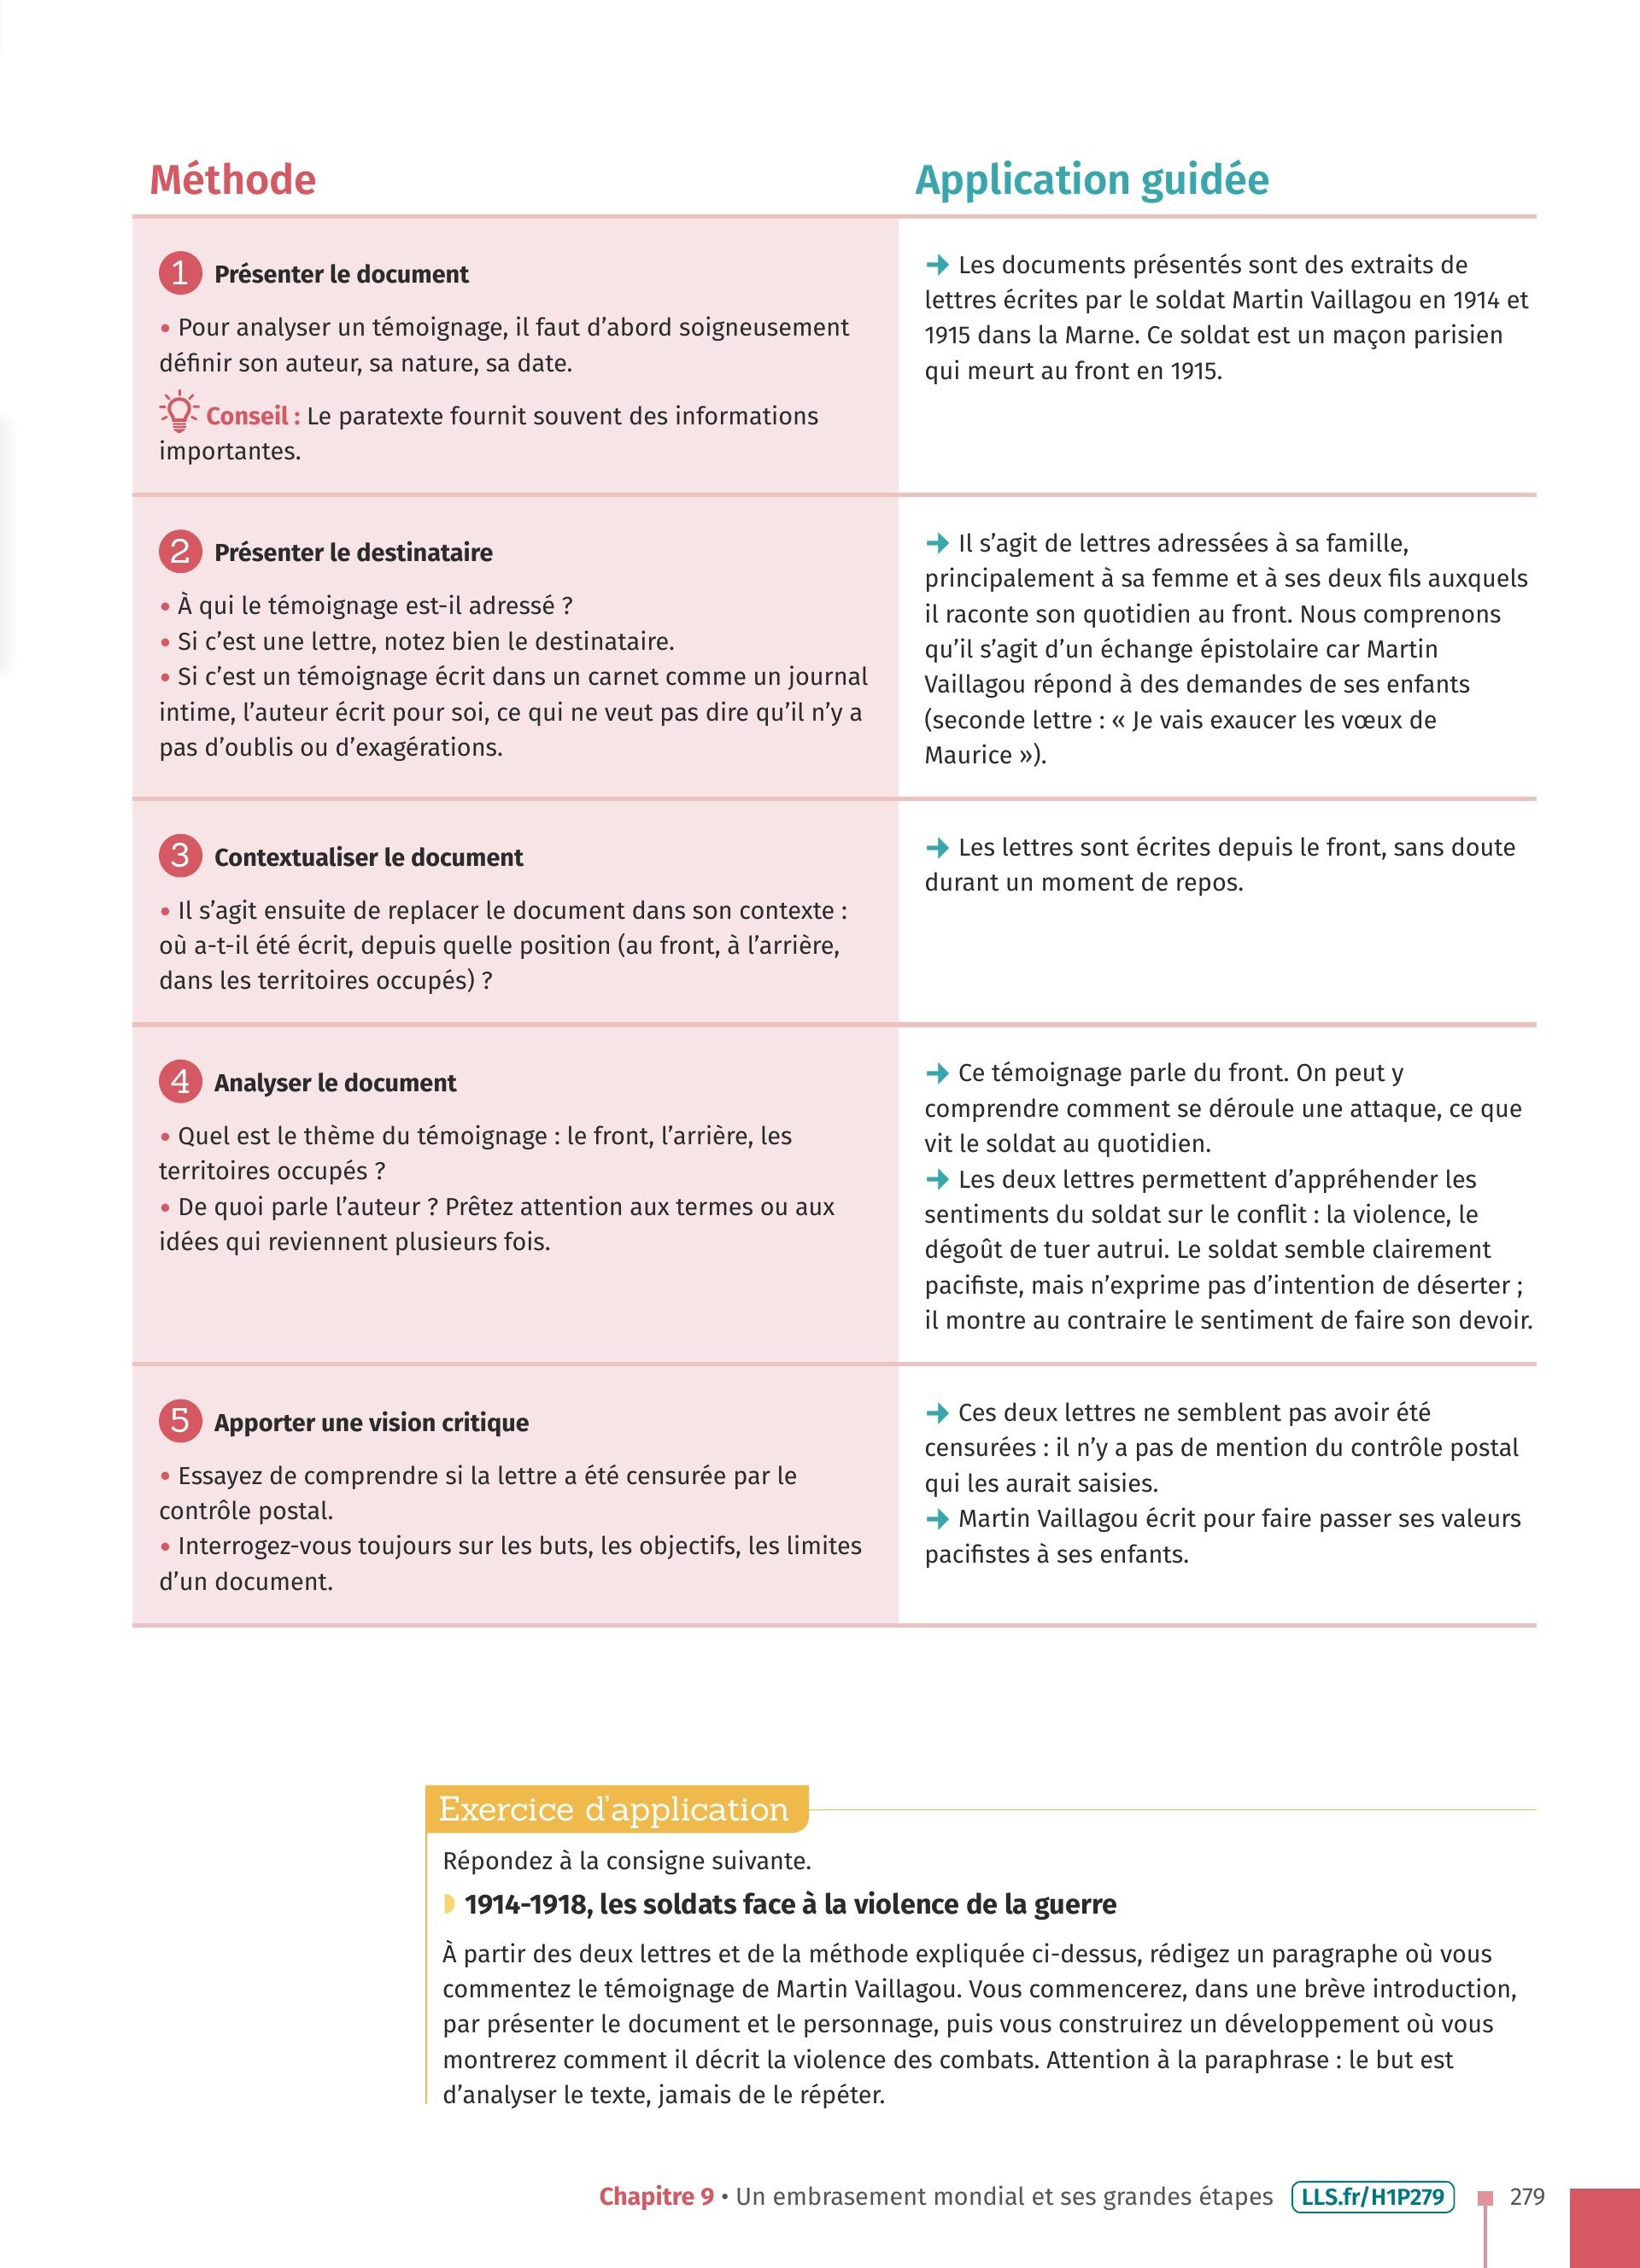 Méthode
Application guidée
1 Présenter le document
• Pour analyser un témoignage, il faut d’abord soigneusement
définir son auteur, sa nature, sa date.
Conseil : Le paratexte fournit souvent des informations
importantes.
➜ Les documents présentés sont des extraits de
lettres écrites par le soldat Martin Vaillagou en 1914 et
1915 dans la Marne. Ce soldat est un maçon parisien
qui meurt au front en 1915.
2 Présenter le destinataire
• À qui le témoignage est-il adressé ?
• Si c’est une lettre, notez bien le destinataire.
• Si c’est un témoignage écrit dans un carnet comme un journal
intime, l’auteur écrit pour soi, ce qui ne veut pas dire qu’il n’y a
pas d’oublis ou d’exagérations.
➜ Il s’agit de lettres adressées à sa famille,
principalement à sa femme et à ses deux fils auxquels
il raconte son quotidien au front. Nous comprenons
qu’il s’agit d’un échange épistolaire car Martin
Vaillagou répond à des demandes de ses enfants
(seconde lettre : « Je vais exaucer les vœux de
Maurice »).
3 Contextualiser le document
• Il s’agit ensuite de replacer le document dans son contexte :
où a-t-il été écrit, depuis quelle position (au front, à l’arrière,
dans les territoires occupés) ?
➜ Les lettres sont écrites depuis le front, sans doute
durant un moment de repos.
4 Analyser le document
• Quel est le thème du témoignage : le front, l’arrière, les
territoires occupés ?
• De quoi parle l’auteur ? Prêtez attention aux termes ou aux
idées qui reviennent plusieurs fois.
➜ Ce témoignage parle du front. On peut y
comprendre comment se déroule une attaque, ce que
vit le soldat au quotidien.
➜ Les deux lettres permettent d’appréhender les
sentiments du soldat sur le conflit : la violence, le
dégoût de tuer autrui. Le soldat semble clairement
pacifiste, mais n’exprime pas d’intention de déserter ;
il montre au contraire le sentiment de faire son devoir.
5 Apporter une vision critique
• Essayez de comprendre si la lettre a été censurée par le
contrôle postal.
• Interrogez-vous toujours sur les buts, les objectifs, les limites
d’un document.
➜ Ces deux lettres ne semblent pas avoir été
censurées : il n’y a pas de mention du contrôle postal
qui les aurait saisies.
➜ Martin Vaillagou écrit pour faire passer ses valeurs
pacifistes à ses enfants.
Exercice d’application
Répondez à la consigne suivante.
1914-1918, les soldats face à la violence de la guerre
À partir des deux lettres et de la méthode expliquée ci-dessus, rédigez un paragraphe où vous
commentez le témoignage de Martin Vaillagou. Vous commencerez, dans une brève introduction,
par présenter le document et le personnage, puis vous construirez un développement où vous
montrerez comment il décrit la violence des combats. Attention à la paraphrase : le but est
d’analyser le texte, jamais de le répéter.
Chapitre 9 • Un embrasement mondial et ses grandes étapes LLS.fr/H1P279 279